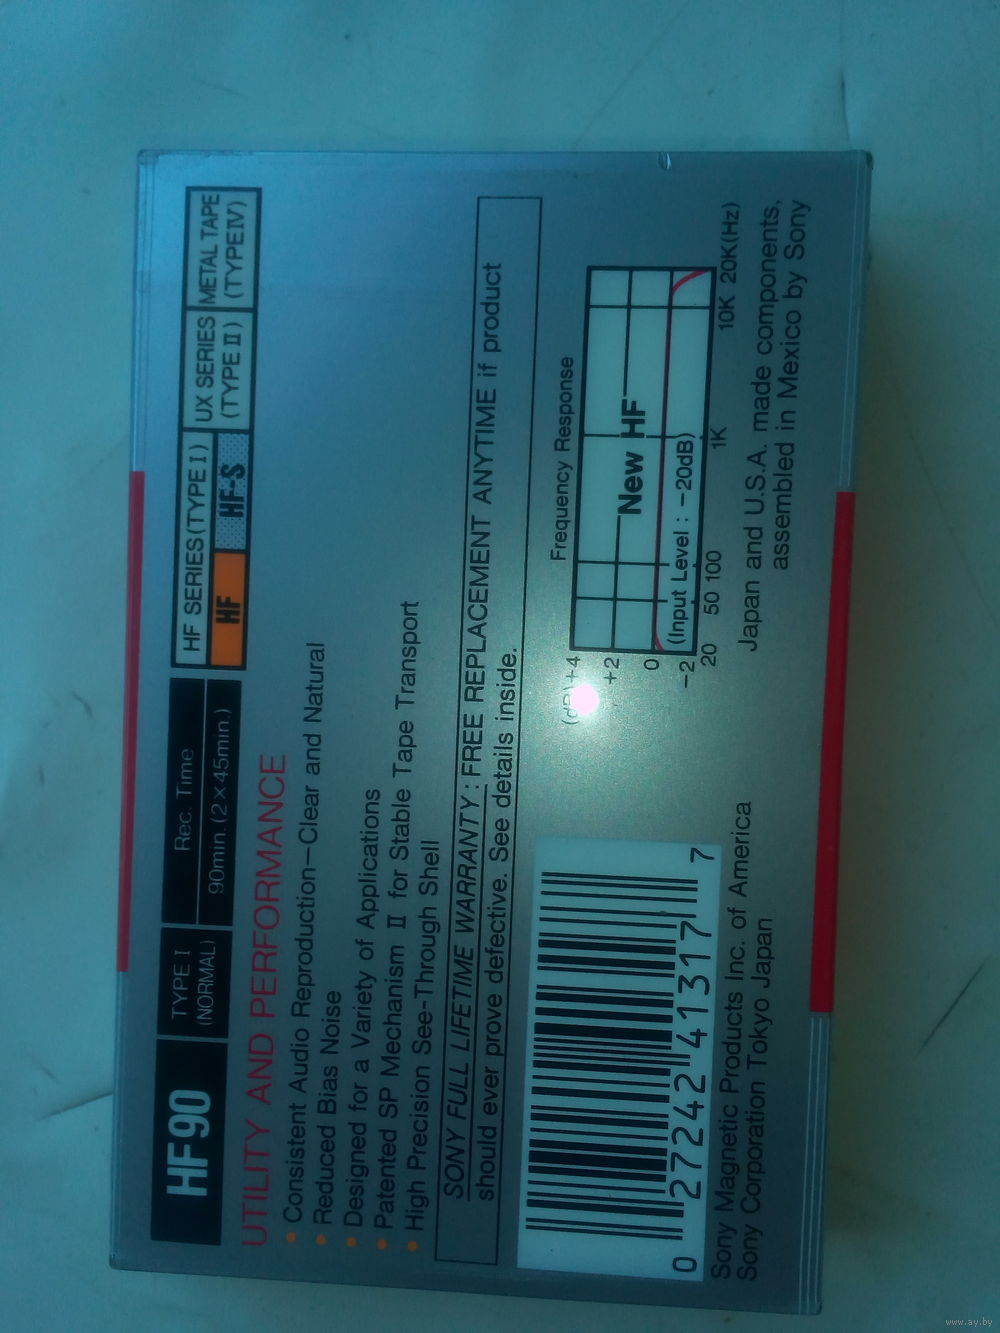 HF90
TYPE I
(NORMAL)
Rec. Time
90min.(2×45min.)
HF SERIES(TYPE I)
HF
HF-S
UX SERIES
(TYPE II)
METAL TAPE
(TYPE IV)
UTILITY AND PERFORMANCE
• Consistent Audio Reproduction—Clear and Natural
• Reduced Bias Noise
• Designed for a Variety of Applications
• Patented SP Mechanism II for Stable Tape Transport
• High Precision See-Through Shell
SONY FULL LIFETIME WARRANTY: FREE REPLACEMENT ANYTIME if product
should ever prove defective. See details inside.
0 27242 41317 7
Frequency Response
(dB)+4
+2
0
−2
New HF
(Input Level : −20dB)
20 50 100 1K 10K 20K(Hz)
Sony Magnetic Products Inc. of America
Sony Corporation Tokyo Japan
Japan and U.S.A. made components,
assembled in Mexico by Sony
www.ay.by